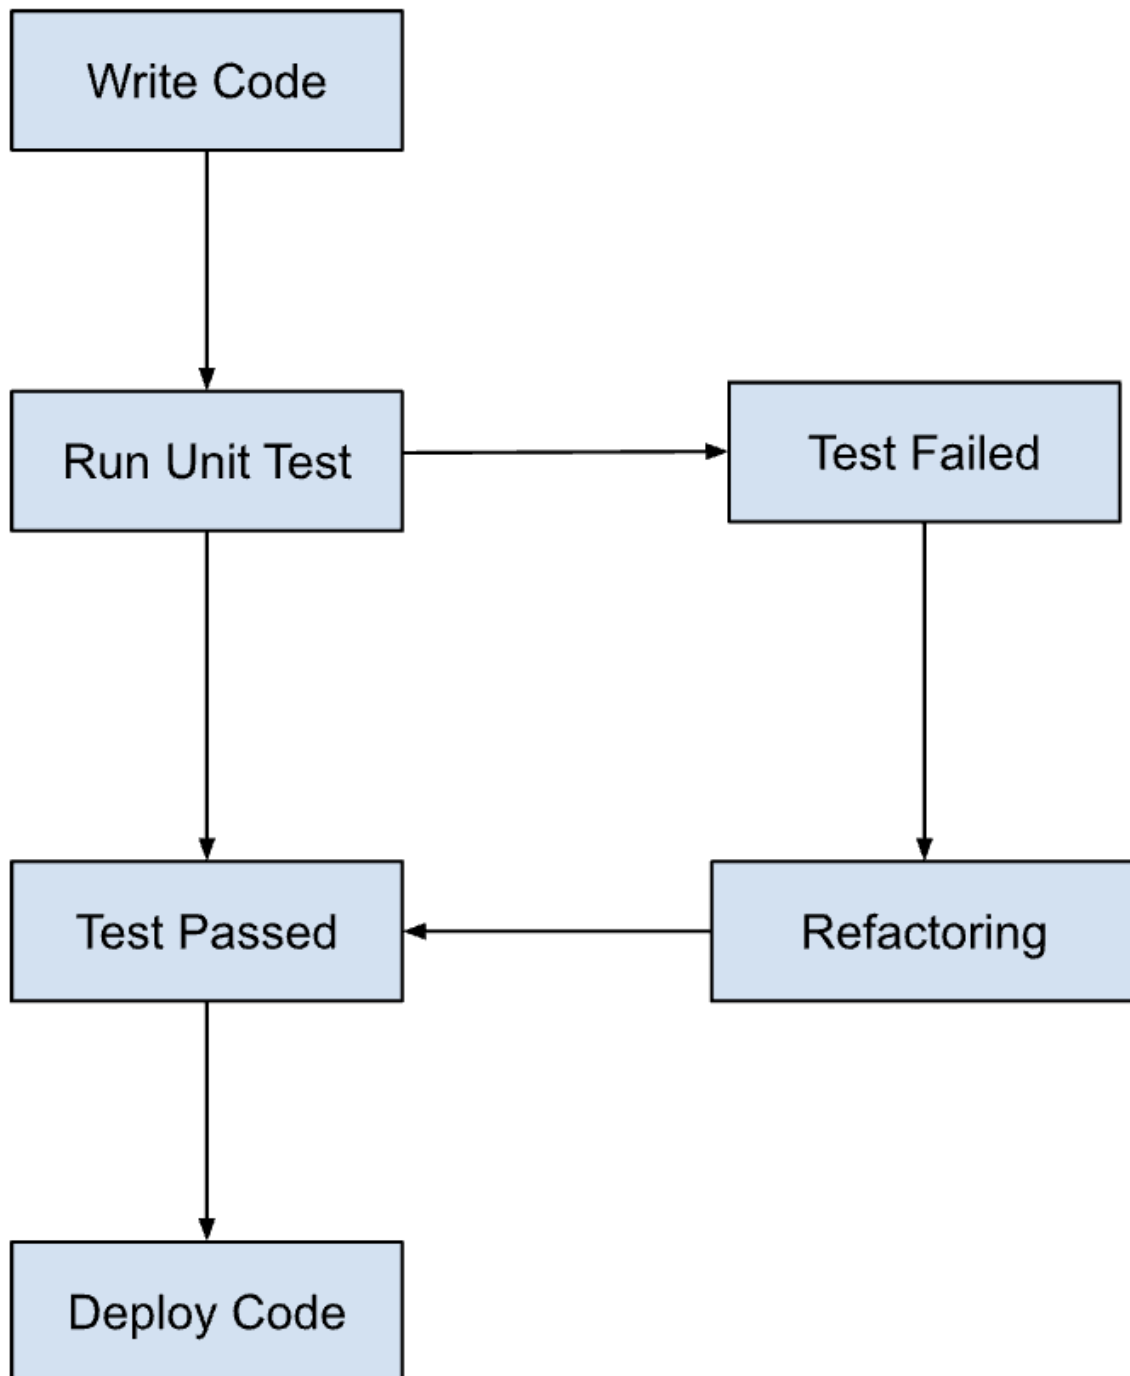 Write Code
Run Unit Test
Test Failed
Test Passed
Refactoring
Deploy Code